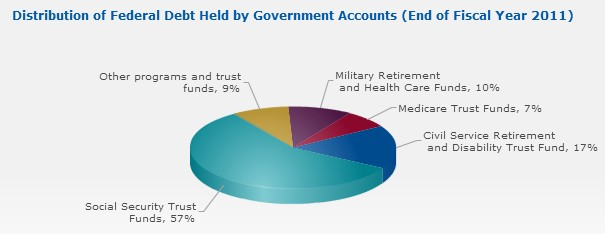 Distribution of Federal Debt Held by Government Accounts (End of Fiscal Year 2011)
Other programs and trust
funds, 9%
Military Retirement
and Health Care Funds, 10%
Medicare Trust Funds, 7%
Civil Service Retirement
and Disability Trust Fund, 17%
Social Security Trust
Funds, 57%